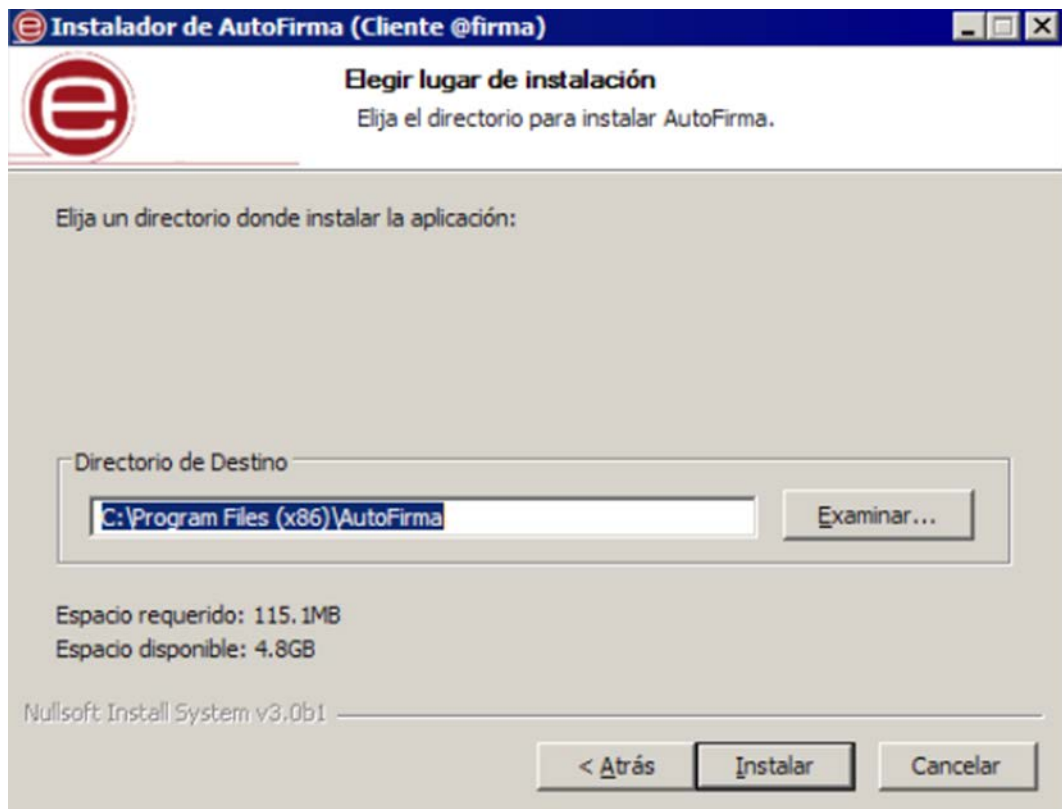 Instalador de AutoFirma (Cliente @firma)
e
Elegir lugar de instalación
Elija el directorio para instalar AutoFirma.
Elija un directorio donde instalar la aplicación:
Directorio de Destino
C:\Program Files (x86)\AutoFirma
Examinar...
Espacio requerido: 115.1MB
Espacio disponible: 4.8GB
Nullsoft Install System v3.0b1
< Atrás Instalar Cancelar